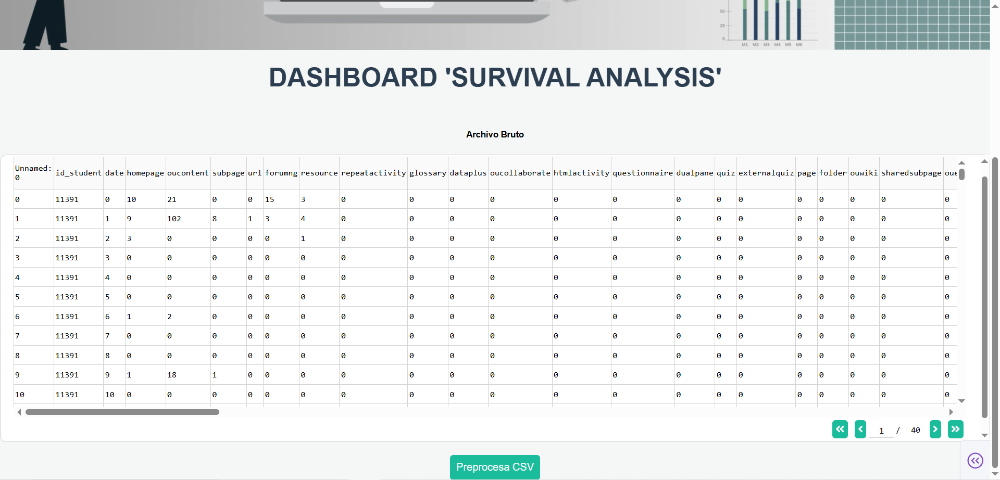 50
25
0
M1 M2 M3 M4 M5 M6
DASHBOARD 'SURVIVAL ANALYSIS'
Archivo Bruto
Unnamed: 0 id_student date homepage oucontent subpage url forumng resource repeatactivity glossary dataplus oucollaborate htmlactivity questionnaire dualpane quiz externalquiz page folder ouwiki sharedsubpage oue
0 11391 0 10 21 0 0 15 3 0 0 0 0 0 0 0 0 0 0 0 0 0 0
1 11391 1 9 102 8 1 3 4 0 0 0 0 0 0 0 0 0 0 0 0 0 0
2 11391 2 3 0 0 0 0 1 0 0 0 0 0 0 0 0 0 0 0 0 0 0
3 11391 3 0 0 0 0 0 0 0 0 0 0 0 0 0 0 0 0 0 0 0 0
4 11391 4 0 0 0 0 0 0 0 0 0 0 0 0 0 0 0 0 0 0 0 0
5 11391 5 0 0 0 0 0 0 0 0 0 0 0 0 0 0 0 0 0 0 0 0
6 11391 6 1 2 0 0 0 0 0 0 0 0 0 0 0 0 0 0 0 0 0 0
7 11391 7 0 0 0 0 0 0 0 0 0 0 0 0 0 0 0 0 0 0 0 0
8 11391 8 0 0 0 0 0 0 0 0 0 0 0 0 0 0 0 0 0 0 0 0
9 11391 9 1 18 1 0 0 0 0 0 0 0 0 0 0 0 0 0 0 0 0 0
10 11391 10 0 0 0 0 0 0 0 0 0 0 0 0 0 0 0 0 0 0 0 0
1 / 40
Preprocesa CSV